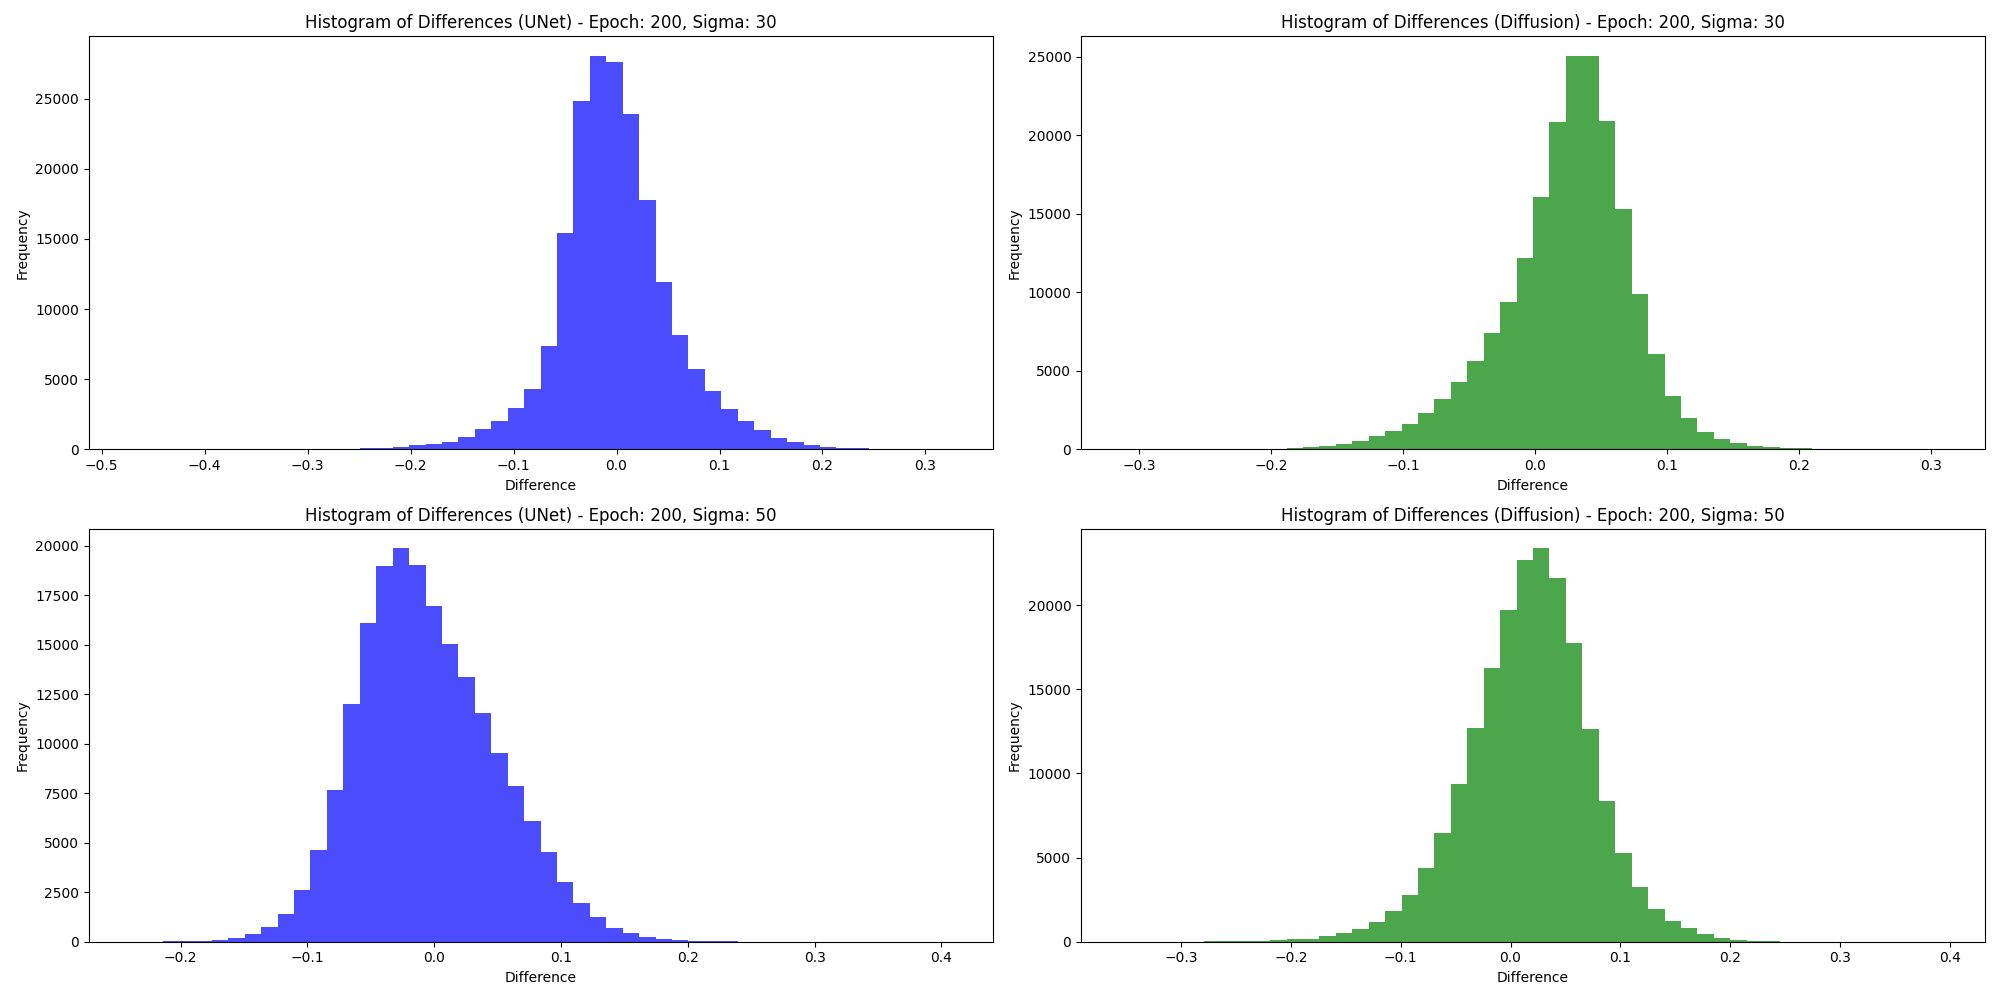 Histogram of Differences (UNet) - Epoch: 200, Sigma: 30
Frequency
25000
20000
15000
10000
5000
0
−0.5 −0.4 −0.3 −0.2 −0.1 0.0 0.1 0.2 0.3
Difference
Histogram of Differences (Diffusion) - Epoch: 200, Sigma: 30
Frequency
25000
20000
15000
10000
5000
0
−0.3 −0.2 −0.1 0.0 0.1 0.2 0.3
Difference
Histogram of Differences (UNet) - Epoch: 200, Sigma: 50
Frequency
20000
17500
15000
12500
10000
7500
5000
2500
0
−0.2 −0.1 0.0 0.1 0.2 0.3 0.4
Difference
Histogram of Differences (Diffusion) - Epoch: 200, Sigma: 50
Frequency
20000
15000
10000
5000
0
−0.3 −0.2 −0.1 0.0 0.1 0.2 0.3 0.4
Difference